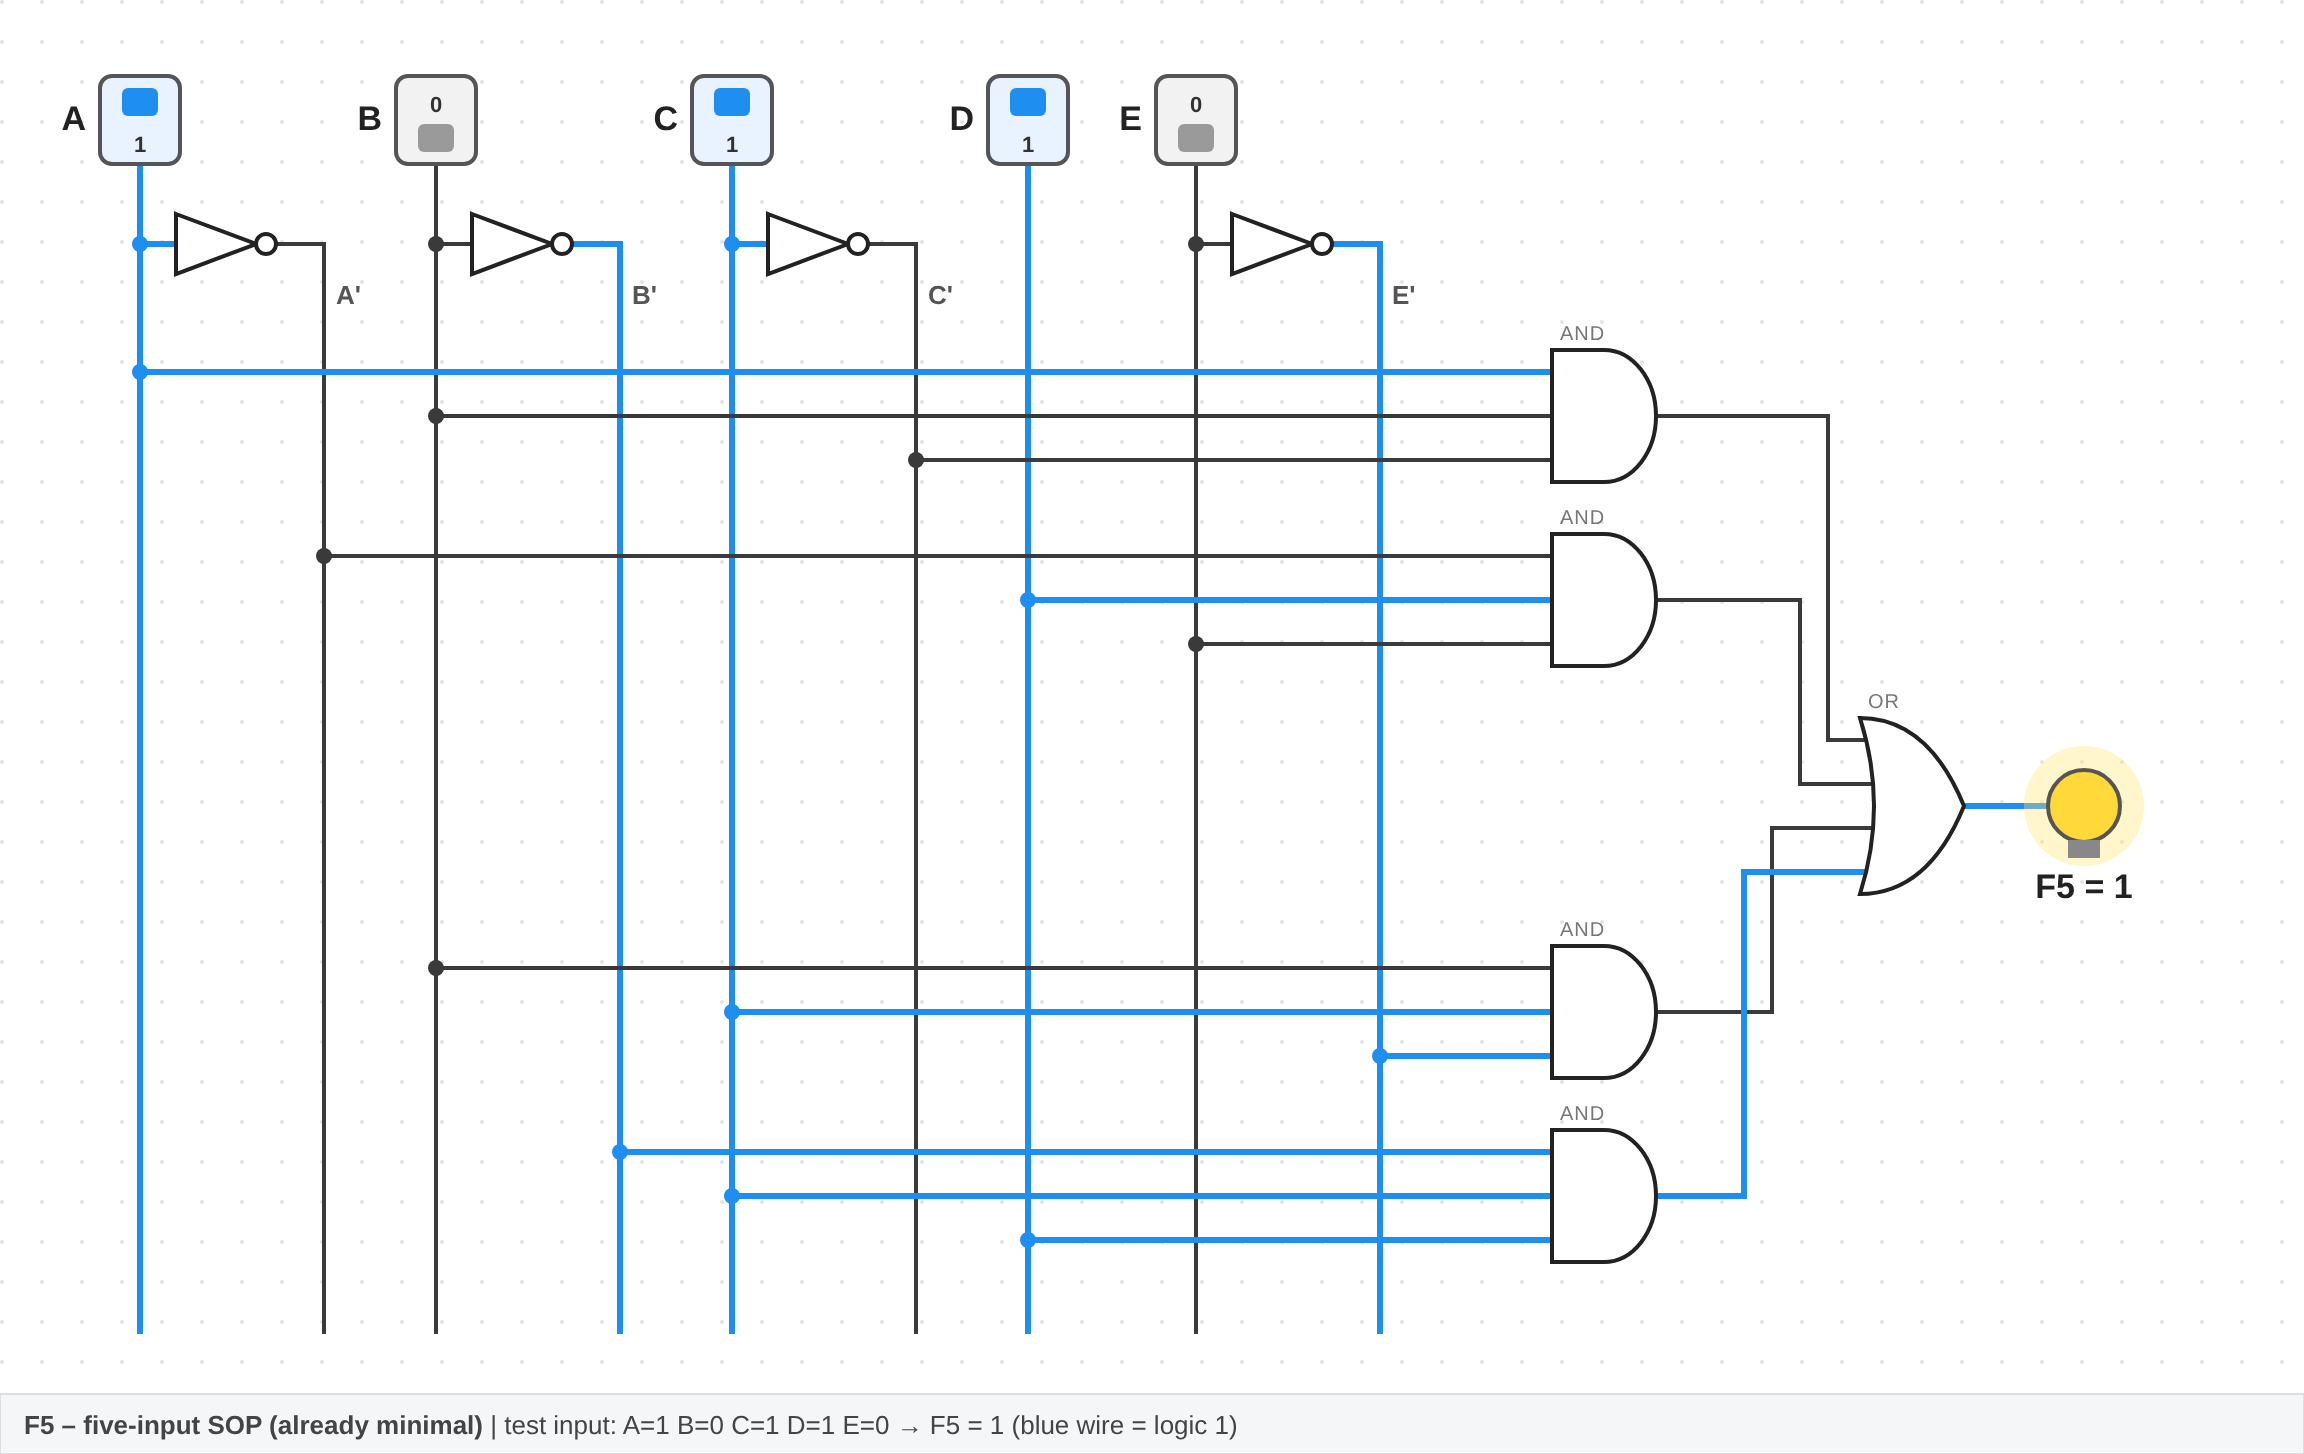 A
1
B
0
C
1
D
1
E
0
A'
B'
C'
E'
AND
AND
OR
F5 = 1
AND
AND
F5 – five-input SOP (already minimal) | test input: A=1 B=0 C=1 D=1 E=0 → F5 = 1 (blue wire = logic 1)